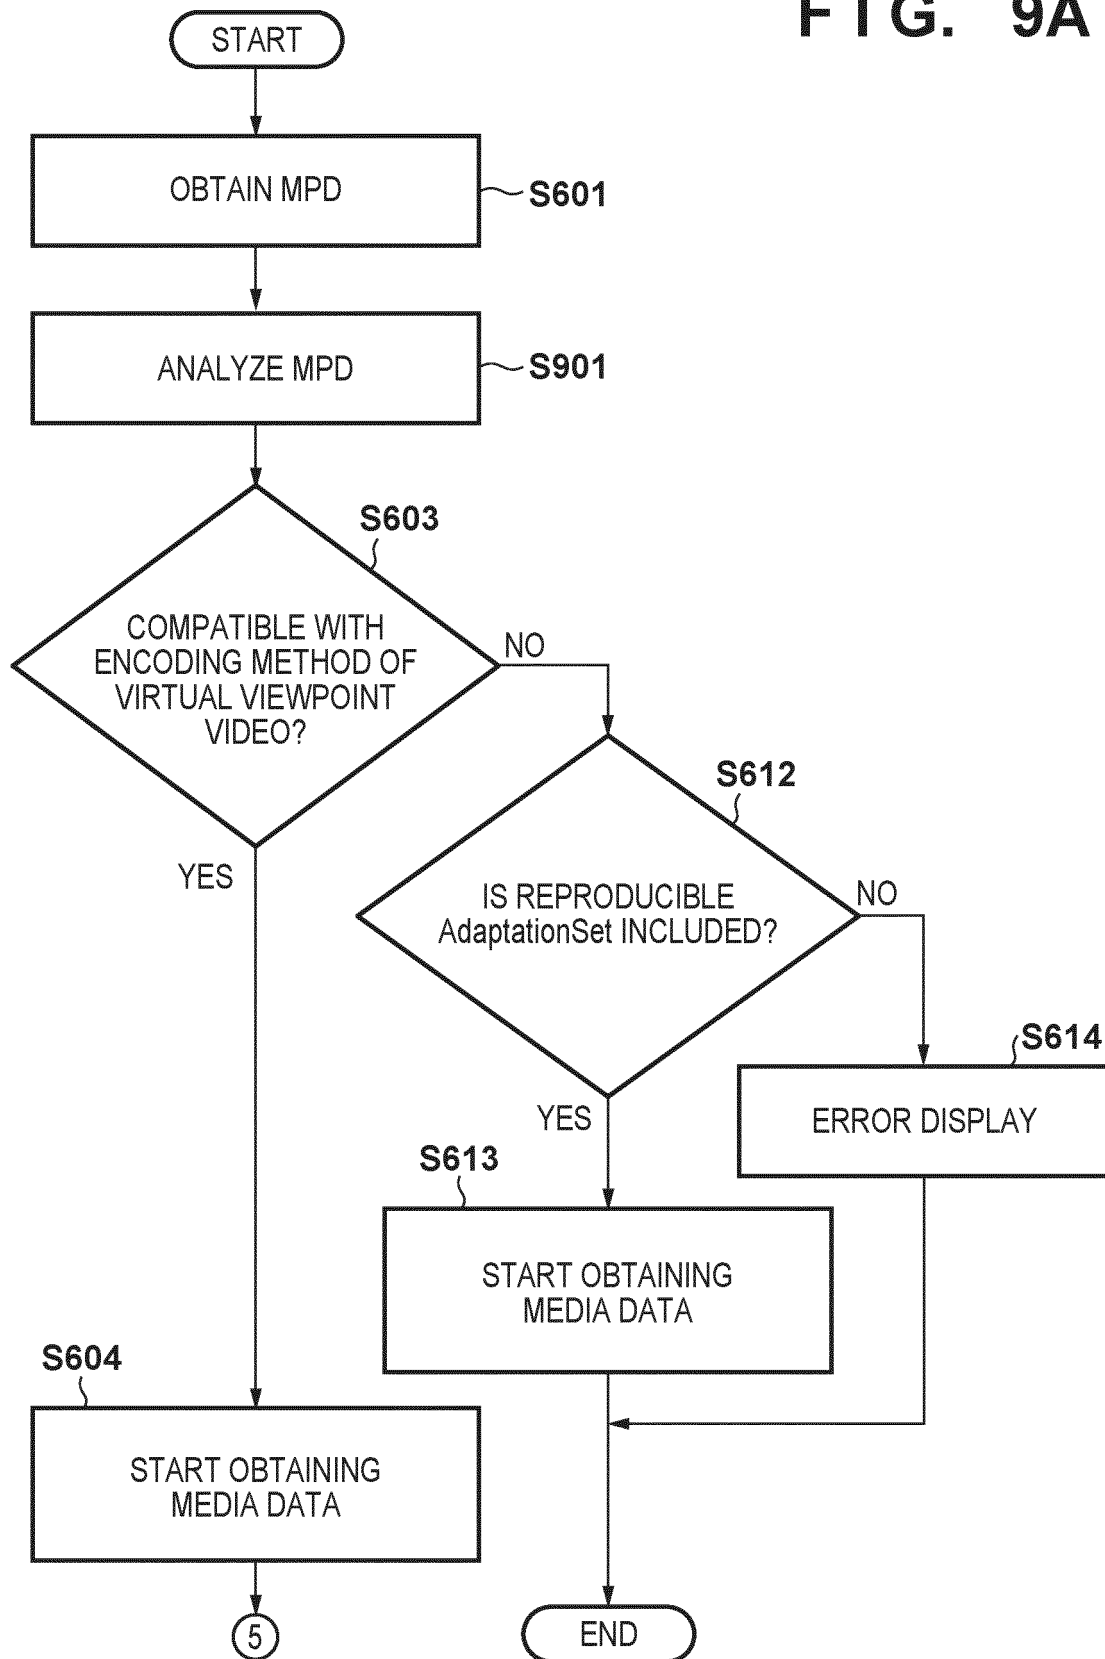 FIG. 9A
START
OBTAIN MPD
S601
ANALYZE MPD
S901
S603
COMPATIBLE WITH
ENCODING METHOD OF
VIRTUAL VIEWPOINT
VIDEO?
NO
YES
S612
IS REPRODUCIBLE
AdaptationSet INCLUDED?
NO
YES
S614
ERROR DISPLAY
S613
START OBTAINING
MEDIA DATA
S604
START OBTAINING
MEDIA DATA
5
END